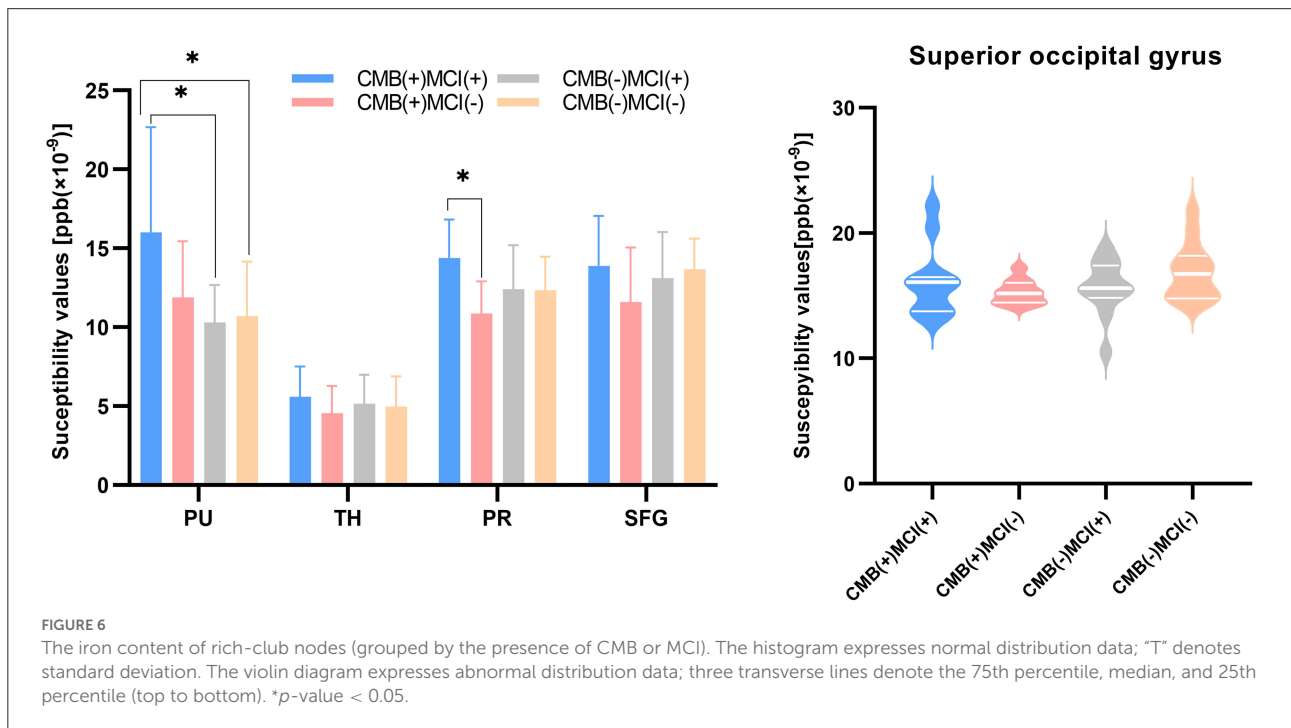 * *
CMB(+)MCI(+) CMB(-)MCI(+)
CMB(+)MCI(-) CMB(-)MCI(-)
Suceptibility values [ppb(×10-9)]
25
20
15
10
5
0
*
PU TH PR SFG
Superior occipital gyrus
Suscepyiblity values[ppb(×10-9)]
30
20
10
0
CMB(+)MCI(+) CMB(+)MCI(-) CMB(-)MCI(+) CMB(-)MCI(-)
FIGURE 6
The iron content of rich-club nodes (grouped by the presence of CMB or MCI). The histogram expresses normal distribution data; “T” denotes
standard deviation. The violin diagram expresses abnormal distribution data; three transverse lines denote the 75th percentile, median, and 25th
percentile (top to bottom). *p-value < 0.05.